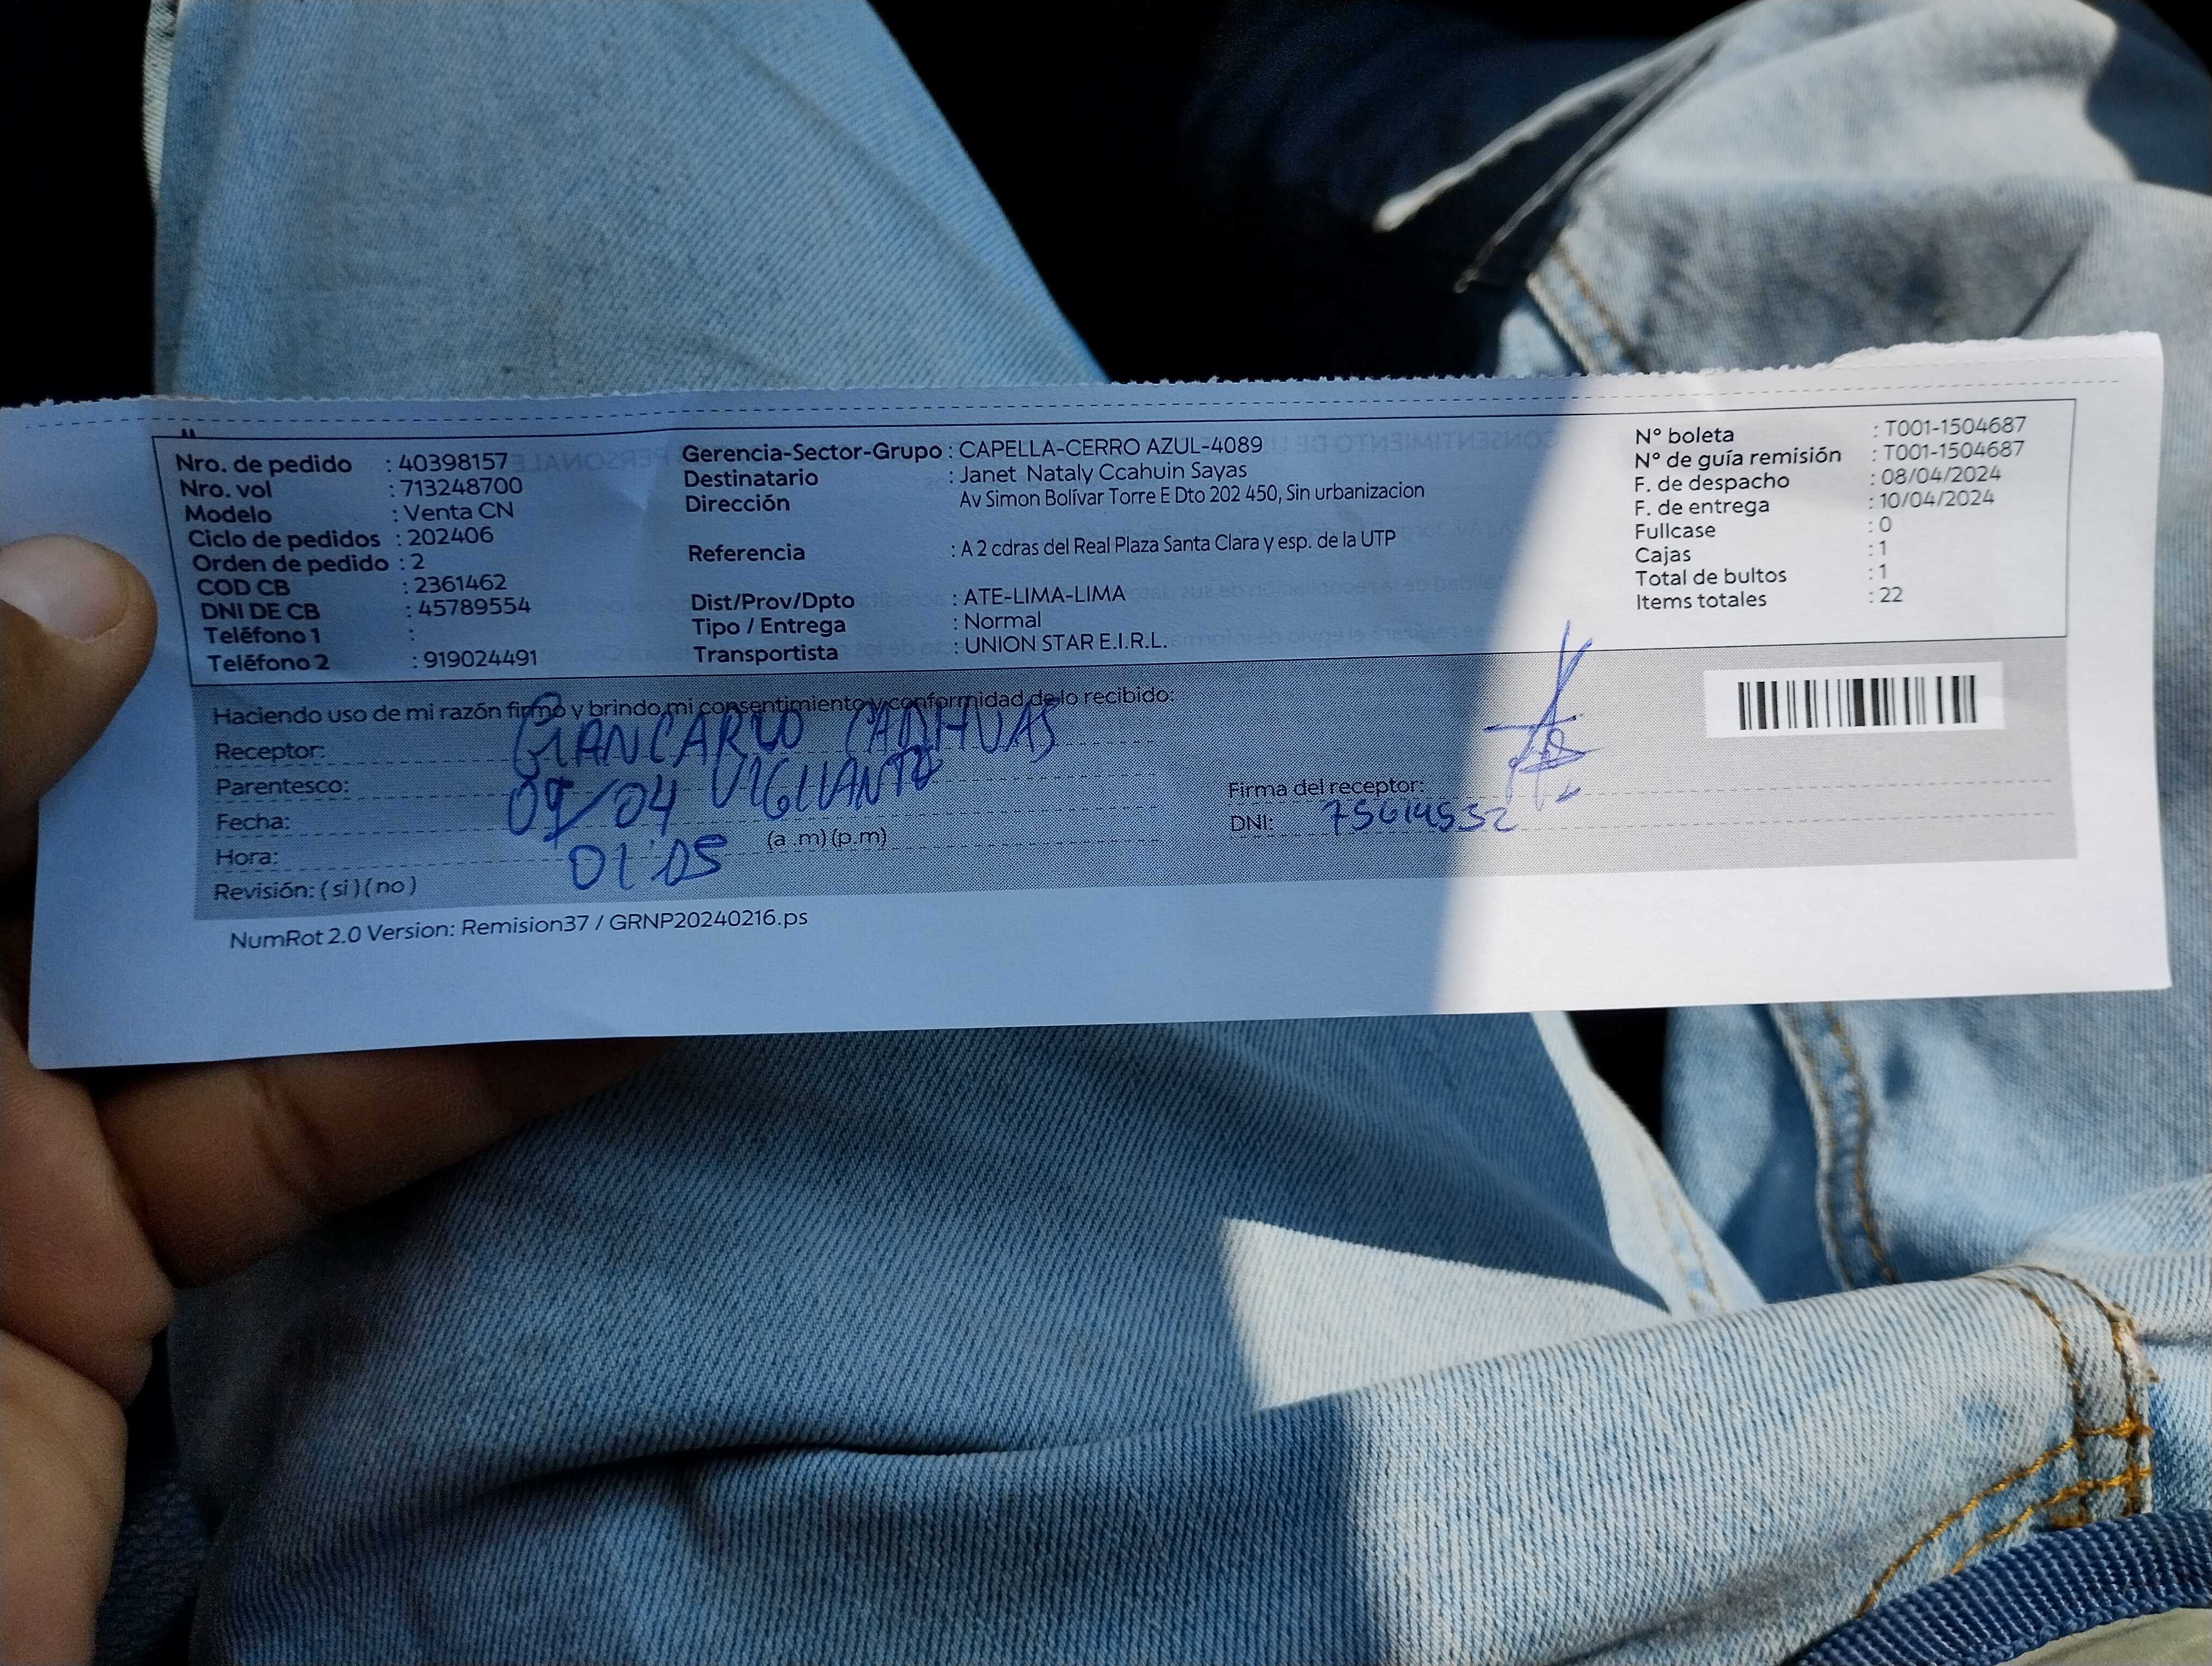 Nro. de pedido : 40398157
Nro. vol : 713248700
Modelo : Venta CN
Ciclo de pedidos : 202406
Orden de pedido : 2
COD CB : 2361462
DNI DE CB : 45789554
Teléfono 1 :
Teléfono 2 : 919024491
Gerencia-Sector-Grupo : CAPELLA-CERRO AZUL-4089
Destinatario : Janet Nataly Ccahuin Sayas
Dirección Av Simon Bolívar Torre E Dto 202 450, Sin urbanizacion
Referencia : A 2 cdras del Real Plaza Santa Clara y esp. de la UTP
Dist/Prov/Dpto : ATE-LIMA-LIMA
Tipo / Entrega : Normal
Transportista : UNION STAR E.I.R.L.
N° boleta : T001-1504687
N° de guía remisión : T001-1504687
F. de despacho : 08/04/2024
F. de entrega : 10/04/2024
Fullcase : 0
Cajas : 1
Total de bultos : 1
Items totales : 22
Haciendo uso de mi razón firmo y brindo mi consentimiento y conformidad de lo recibido:
Receptor: GIANCARLO
Parentesco: VIGILANTE
Fecha: 09/04
Hora: (a .m) (p.m)
Revisión: ( si ) ( no )
Firma del receptor:
DNI: 75614532
NumRot 2.0 Version: Remision37 / GRNP20240216.ps